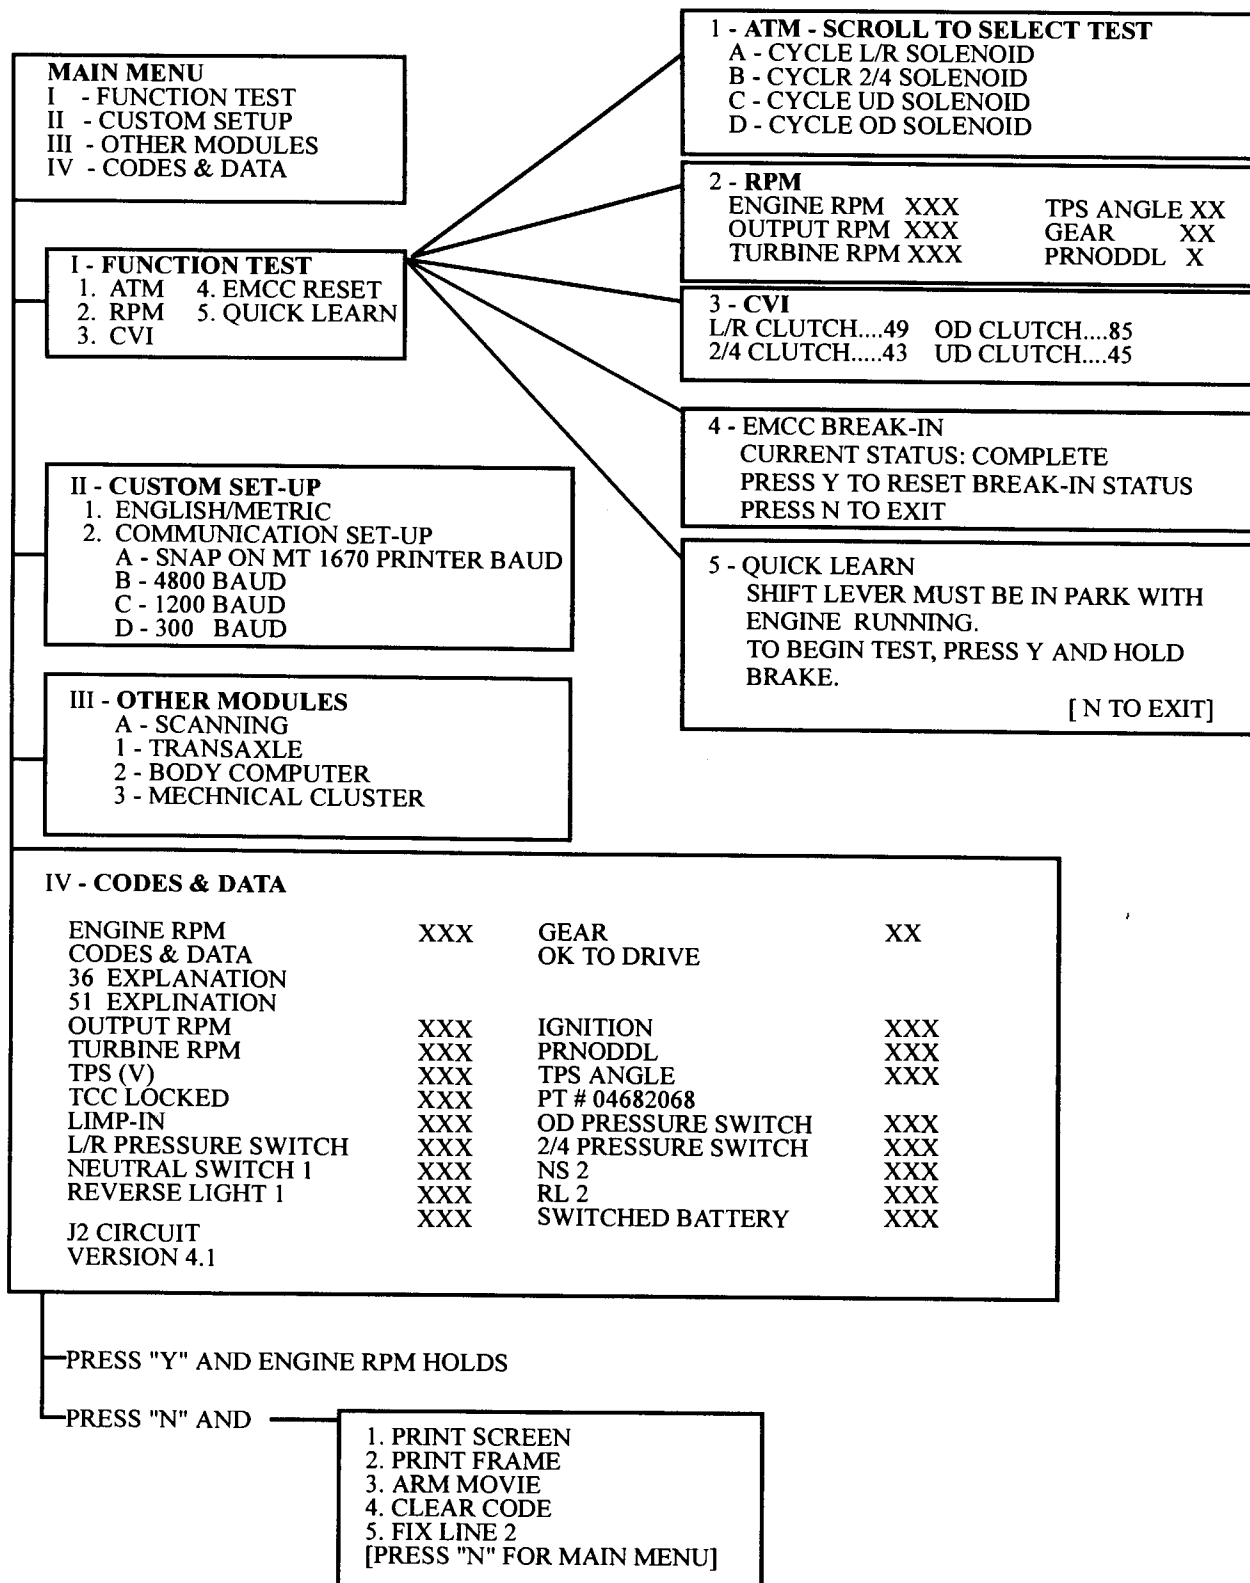 MAIN MENU
I - FUNCTION TEST
II - CUSTOM SETUP
III - OTHER MODULES
IV - CODES & DATA
I - FUNCTION TEST
1. ATM 4. EMCC RESET
2. RPM 5. QUICK LEARN
3. CVI
1 - ATM - SCROLL TO SELECT TEST
A - CYCLE L/R SOLENOID
B - CYCLR 2/4 SOLENOID
C - CYCLE UD SOLENOID
D - CYCLE OD SOLENOID
2 - RPM
ENGINE RPM XXX TPS ANGLE XX
OUTPUT RPM XXX GEAR XX
TURBINE RPM XXX PRNODDL X
3 - CVI
L/R CLUTCH....49 OD CLUTCH....85
2/4 CLUTCH.....43 UD CLUTCH....45
4 - EMCC BREAK-IN
CURRENT STATUS: COMPLETE
PRESS Y TO RESET BREAK-IN STATUS
PRESS N TO EXIT
5 - QUICK LEARN
SHIFT LEVER MUST BE IN PARK WITH
ENGINE RUNNING.
TO BEGIN TEST, PRESS Y AND HOLD
BRAKE.
[ N TO EXIT]
II - CUSTOM SET-UP
1. ENGLISH/METRIC
2. COMMUNICATION SET-UP
A - SNAP ON MT 1670 PRINTER BAUD
B - 4800 BAUD
C - 1200 BAUD
D - 300 BAUD
III - OTHER MODULES
A - SCANNING
1 - TRANSAXLE
2 - BODY COMPUTER
3 - MECHNICAL CLUSTER
IV - CODES & DATA
ENGINE RPM XXX GEAR XX
CODES & DATA OK TO DRIVE
36 EXPLANATION
51 EXPLINATION
OUTPUT RPM XXX IGNITION XXX
TURBINE RPM XXX PRNODDL XXX
TPS (V) XXX TPS ANGLE XXX
TCC LOCKED XXX PT # 04682068
LIMP-IN XXX OD PRESSURE SWITCH XXX
L/R PRESSURE SWITCH XXX 2/4 PRESSURE SWITCH XXX
NEUTRAL SWITCH 1 XXX NS 2 XXX
REVERSE LIGHT 1 XXX RL 2 XXX
J2 CIRCUIT XXX SWITCHED BATTERY XXX
VERSION 4.1
PRESS "Y" AND ENGINE RPM HOLDS
PRESS "N" AND
1. PRINT SCREEN
2. PRINT FRAME
3. ARM MOVIE
4. CLEAR CODE
5. FIX LINE 2
[PRESS "N" FOR MAIN MENU]